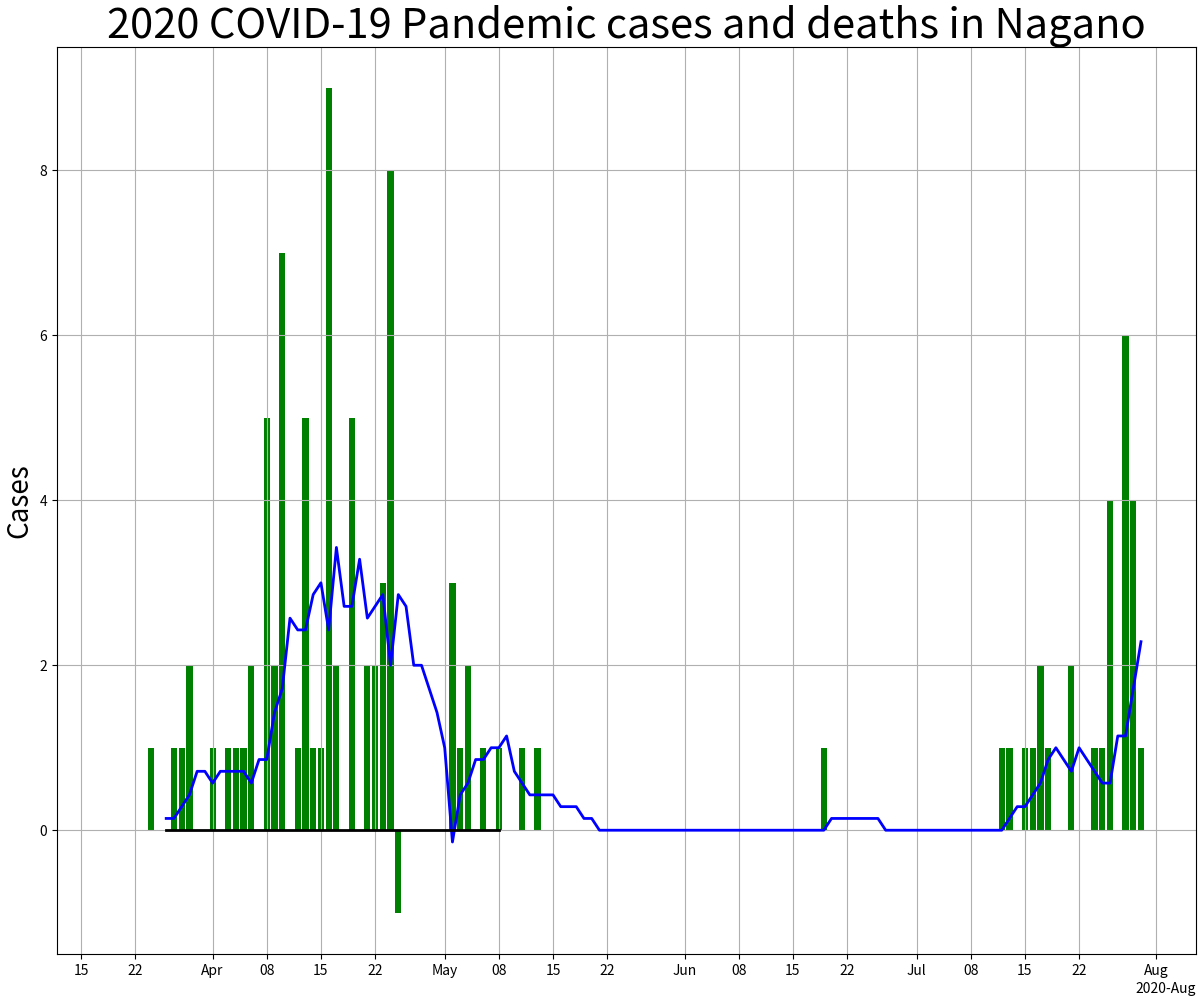 2020 COVID-19 Pandemic cases and deaths in Nagano
Cases
8
6
4
2
0
15 22 Apr 08 15 22 May 08 15 22 Jun 08 15 22 Jul 08 15 22 Aug
2020-Aug